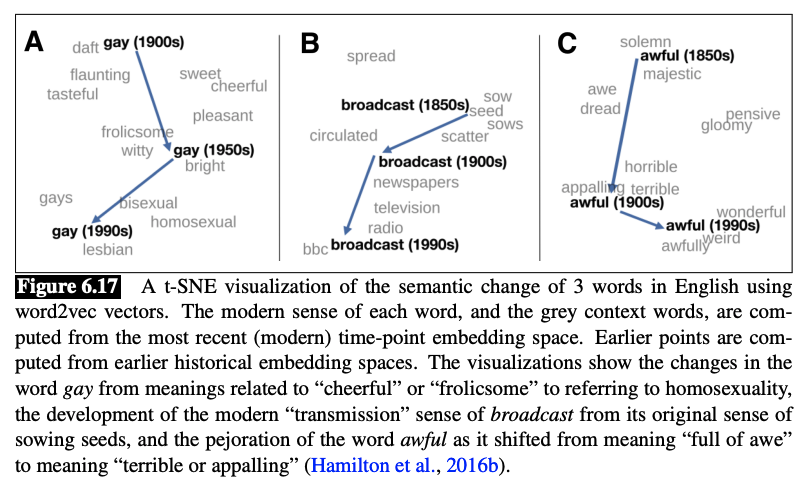 A
daft gay (1900s)
flaunting sweet
tasteful cheerful
pleasant
frolicsome
witty gay (1950s)
bright
gays bisexual
homosexual
gay (1990s)
lesbian
B
spread
broadcast (1850s) sow
seed
sows
circulated scatter
broadcast (1900s)
newspapers
television
radio
bbc broadcast (1990s)
C
solemn
awful (1850s)
majestic
awe
dread pensive
gloomy
horrible
appalling terrible
awful (1900s)
wonderful
awful (1990s)
weird
awfully
Figure 6.17 A t-SNE visualization of the semantic change of 3 words in English using
word2vec vectors. The modern sense of each word, and the grey context words, are com-
puted from the most recent (modern) time-point embedding space. Earlier points are com-
puted from earlier historical embedding spaces. The visualizations show the changes in the
word gay from meanings related to “cheerful” or “frolicsome” to referring to homosexuality,
the development of the modern “transmission” sense of broadcast from its original sense of
sowing seeds, and the pejoration of the word awful as it shifted from meaning “full of awe”
to meaning “terrible or appalling” (Hamilton et al., 2016b).